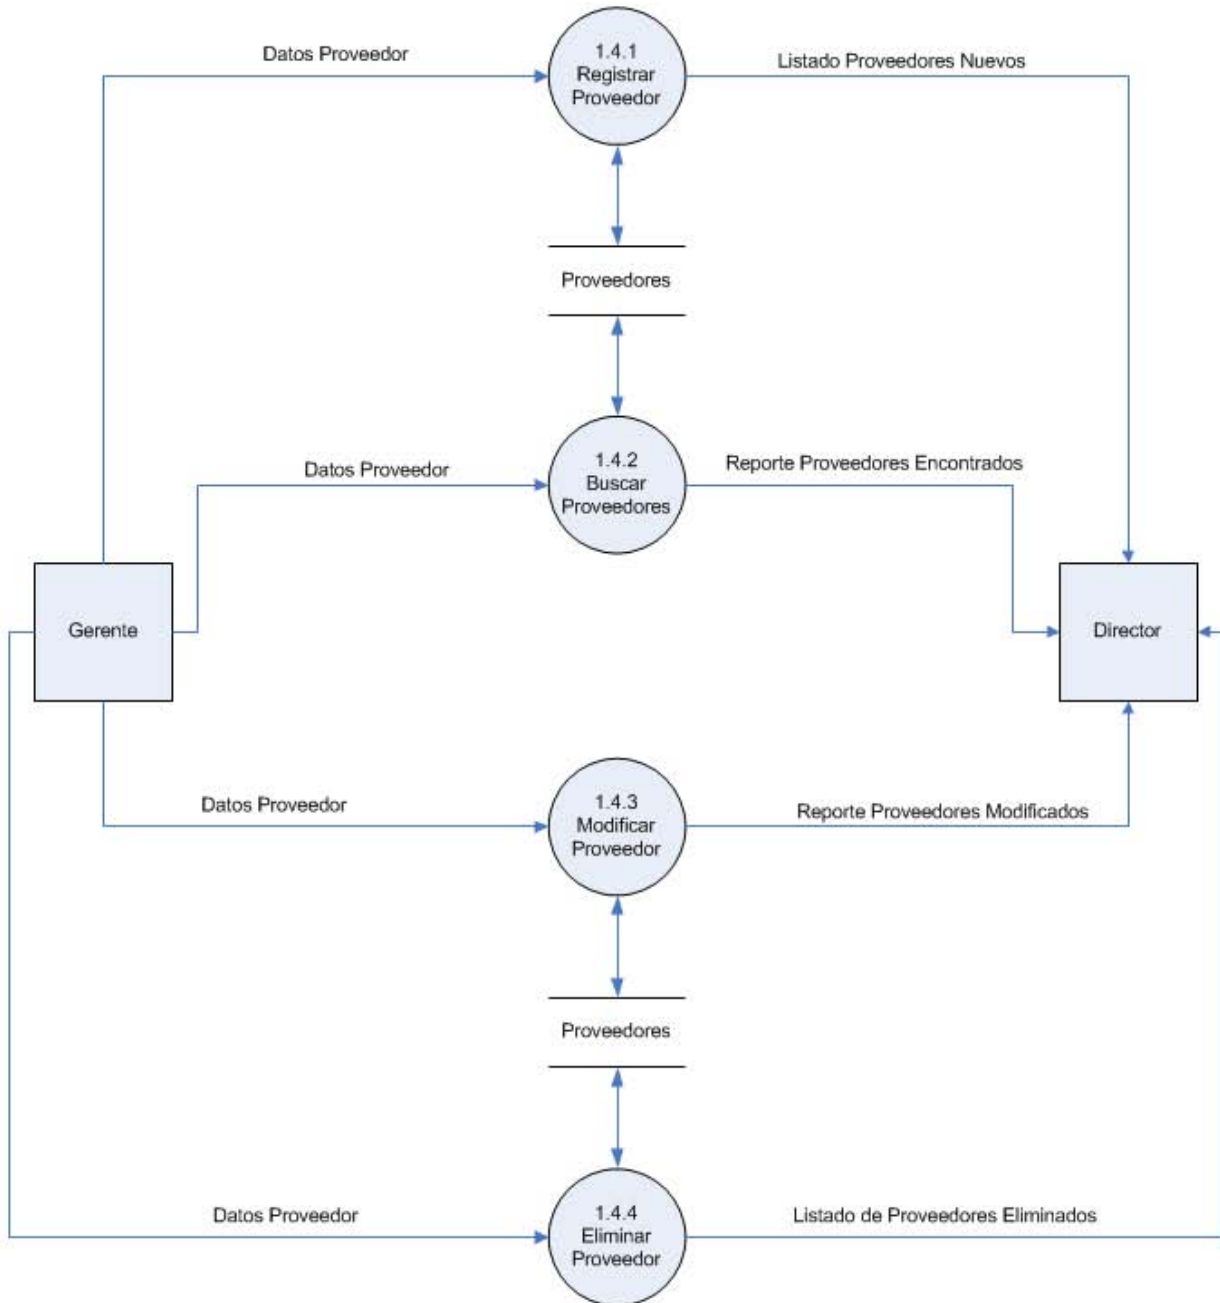 Datos Proveedor
1.4.1
Registrar
Proveedor
Listado Proveedores Nuevos
Proveedores
Datos Proveedor
1.4.2
Buscar
Proveedores
Reporte Proveedores Encontrados
Gerente
Director
Datos Proveedor
1.4.3
Modificar
Proveedor
Reporte Proveedores Modificados
Proveedores
Datos Proveedor
1.4.4
Eliminar
Proveedor
Listado de Proveedores Eliminados